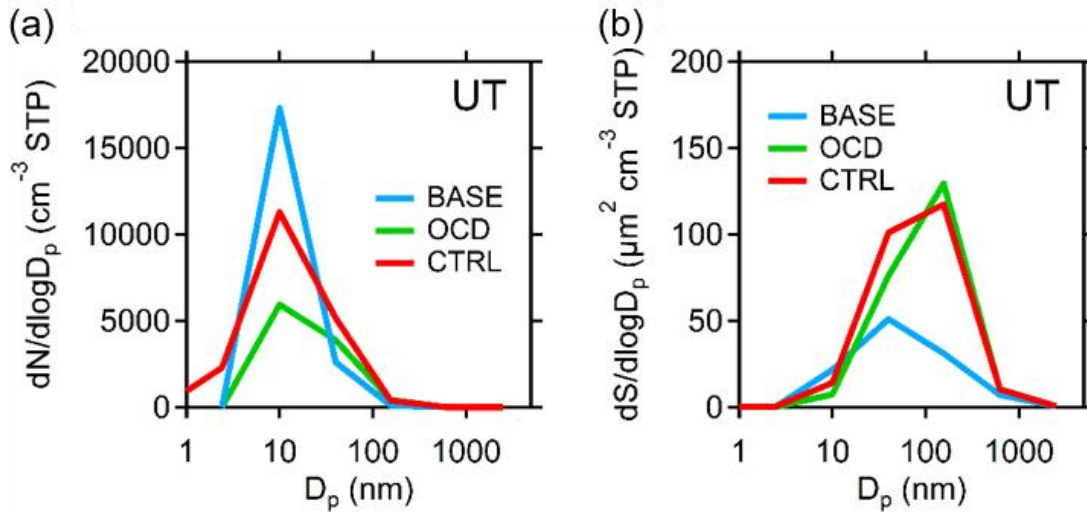 (a)
20000
15000
10000
5000
0
dN/dlogDₚ (cm⁻³ STP)
UT
BASE
OCD
CTRL
1 10 100 1000
Dₚ (nm)
(b)
200
150
100
50
0
dS/dlogDₚ (µm² cm⁻³ STP)
UT
BASE
OCD
CTRL
1 10 100 1000
Dₚ (nm)